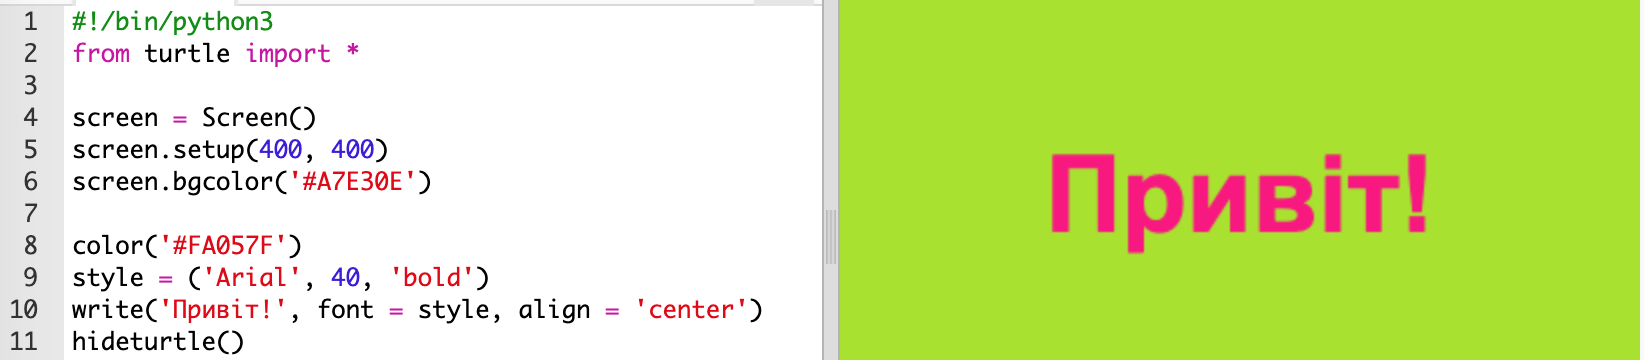 1 #!/bin/python3
2 from turtle import *
3
4 screen = Screen()
5 screen.setup(400, 400)
6 screen.bgcolor('#A7E30E')
7
8 color('#FA057F')
9 style = ('Arial', 40, 'bold')
10 write('Привіт!', font = style, align = 'center')
11 hideturtle()
Привіт!